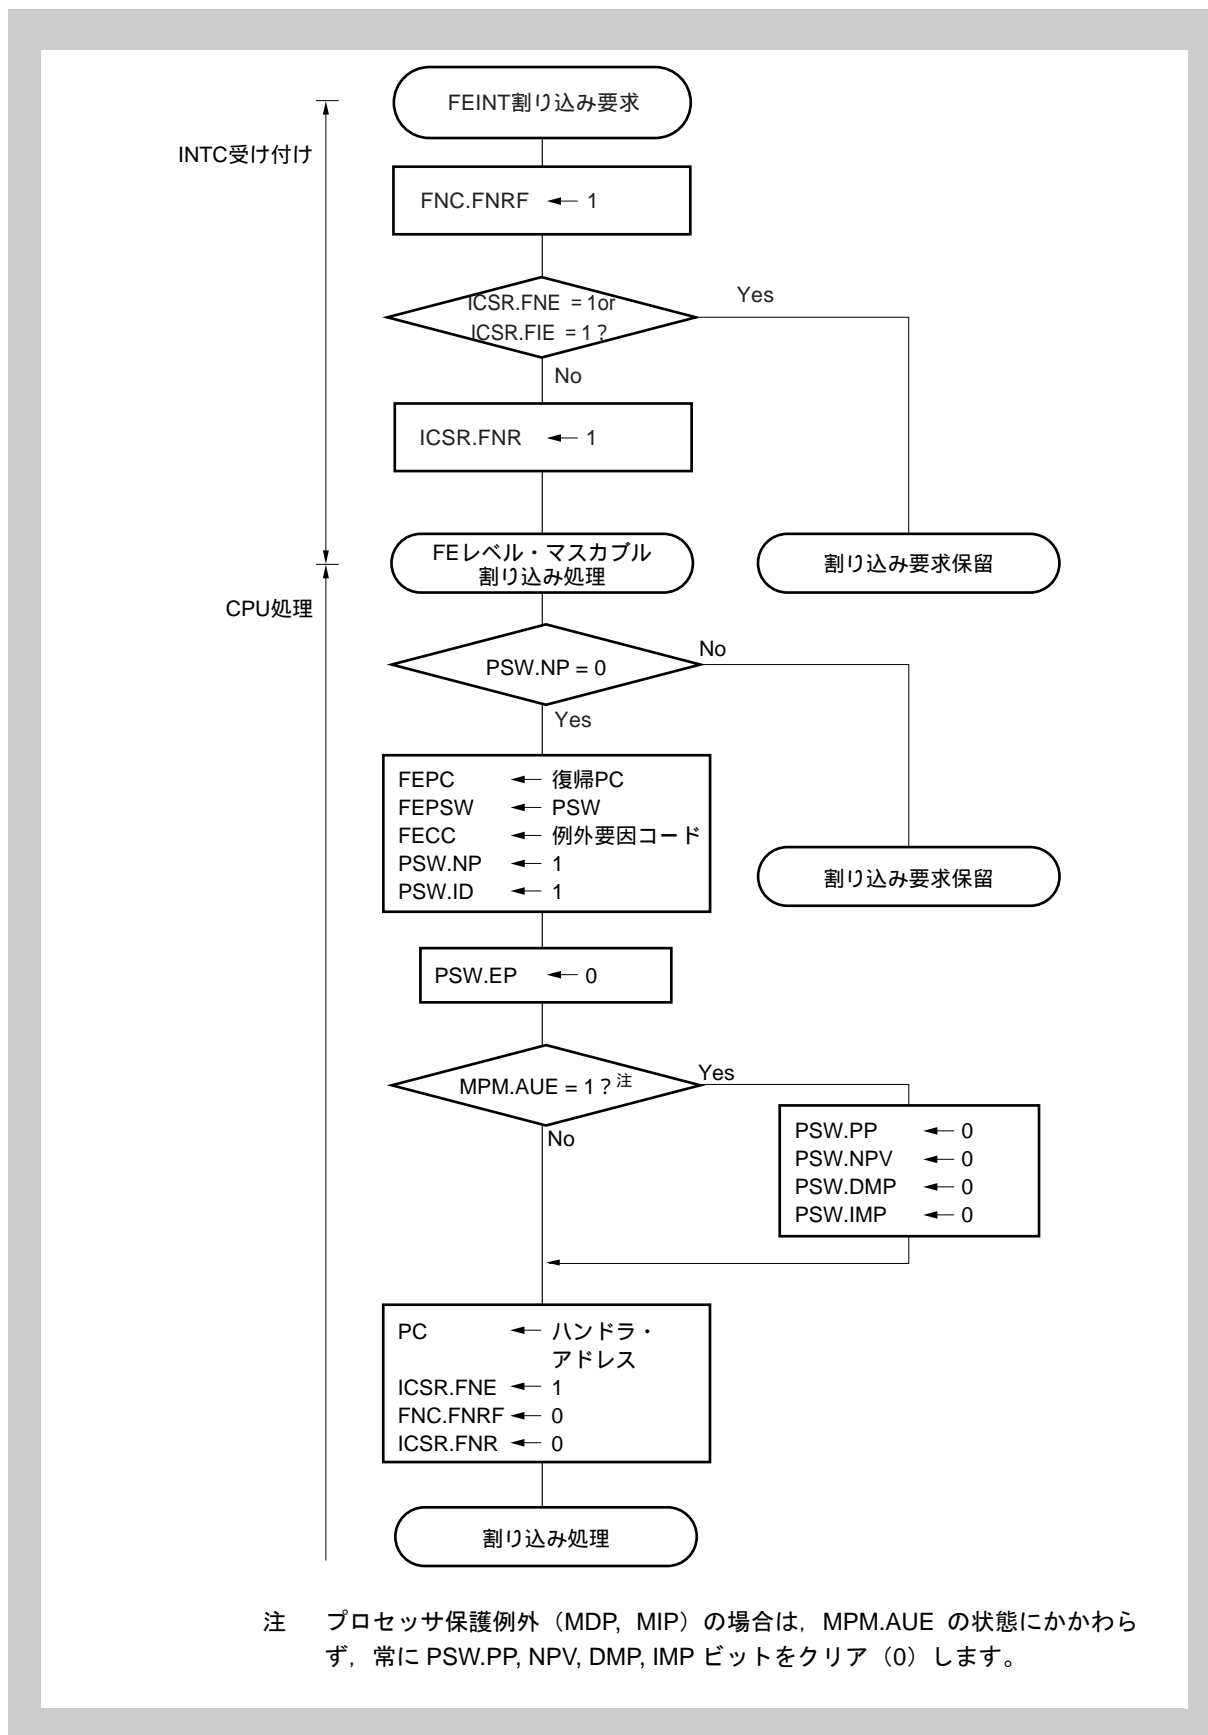 FEINT割り込み要求
INTC受け付け
FNC.FNRF ← 1
ICSR.FNE = 1or
ICSR.FIE = 1?
Yes
No
ICSR.FNR ← 1
FEレベル・マスカブル
割り込み処理
割り込み要求保留
CPU処理
PSW.NP = 0
No
Yes
FEPC ← 復帰PC
FEPSW ← PSW
FECC ← 例外要因コード
PSW.NP ← 1
PSW.ID ← 1
割り込み要求保留
PSW.EP ← 0
MPM.AUE = 1?注
Yes
No
PSW.PP ← 0
PSW.NPV ← 0
PSW.DMP ← 0
PSW.IMP ← 0
PC ← ハンドラ・
アドレス
ICSR.FNE ← 1
FNC.FNRF ← 0
ICSR.FNR ← 0
割り込み処理
注 プロセッサ保護例外(MDP, MIP)の場合は,MPM.AUE の状態にかかわら
ず,常に PSW.PP, NPV, DMP, IMP ビットをクリア(0)します。